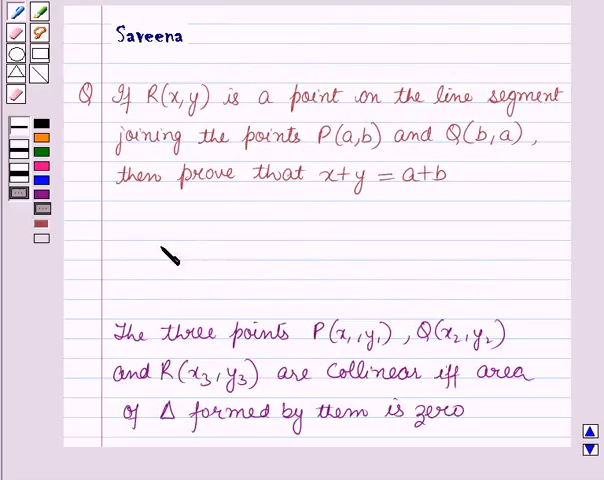 Saveena
Q If R(x,y) is a point on the line segment
joining the points P(a,b) and Q(b,a),
then prove that x+y = a+b
The three points P(x₁,y₁), Q(x₂,y₂)
and R(x₃,y₃) are collinear iff area
of Δ formed by them is zero